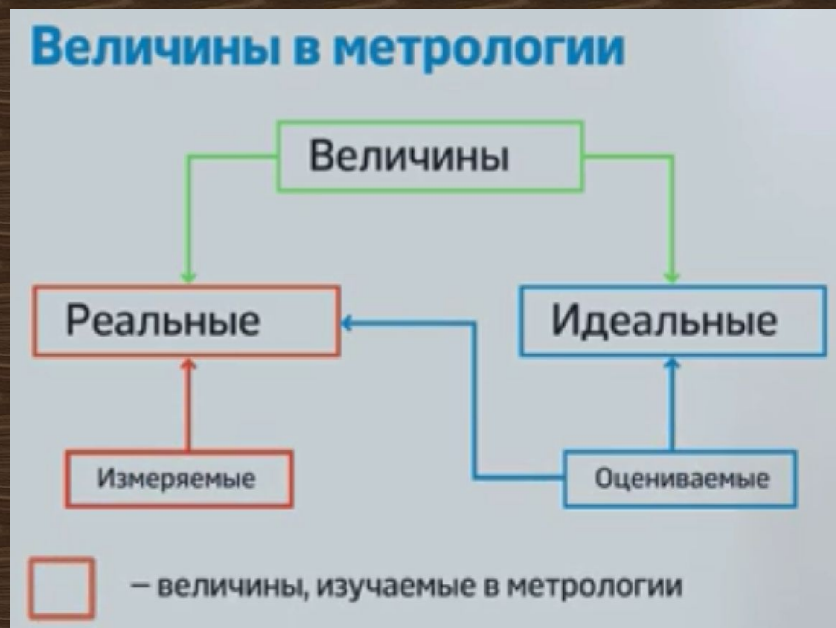 Величины в метрологии
Величины
Реальные
Идеальные
Измеряемые
Оцениваемые
– величины, изучаемые в метрологии